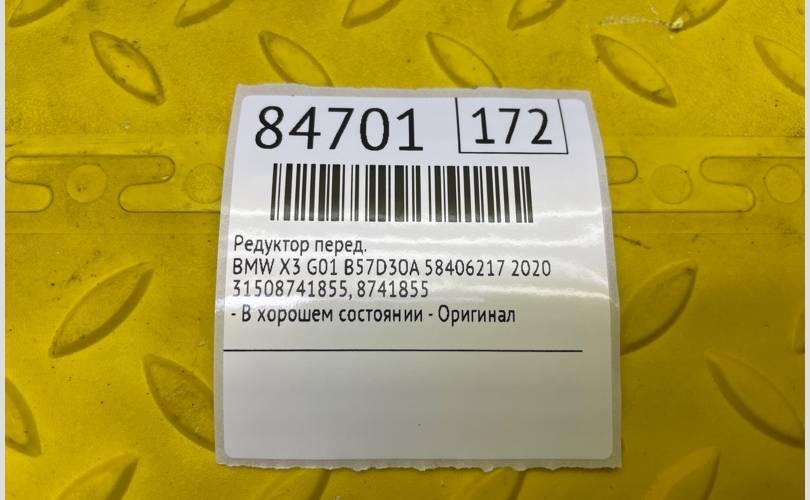 84701 172
Редуктор перед.
BMW X3 G01 B57D30A 58406217 2020
31508741855, 8741855
- В хорошем состоянии - Оригинал